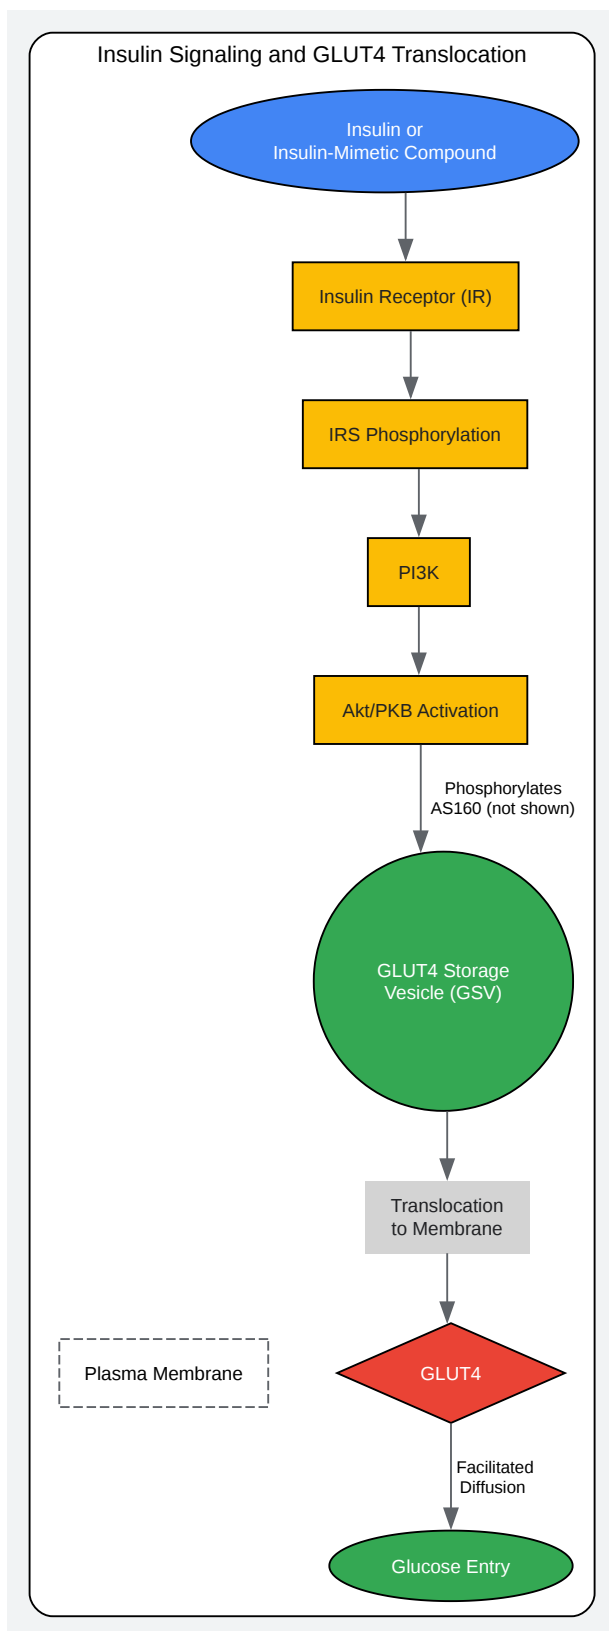 Insulin Signaling and GLUT4 Translocation
Insulin or
Insulin-Mimetic Compound
Insulin Receptor (IR)
IRS Phosphorylation
PI3K
Akt/PKB Activation
Phosphorylates
AS160 (not shown)
GLUT4 Storage
Vesicle (GSV)
Translocation
to Membrane
Plasma Membrane
GLUT4
Facilitated
Diffusion
Glucose Entry